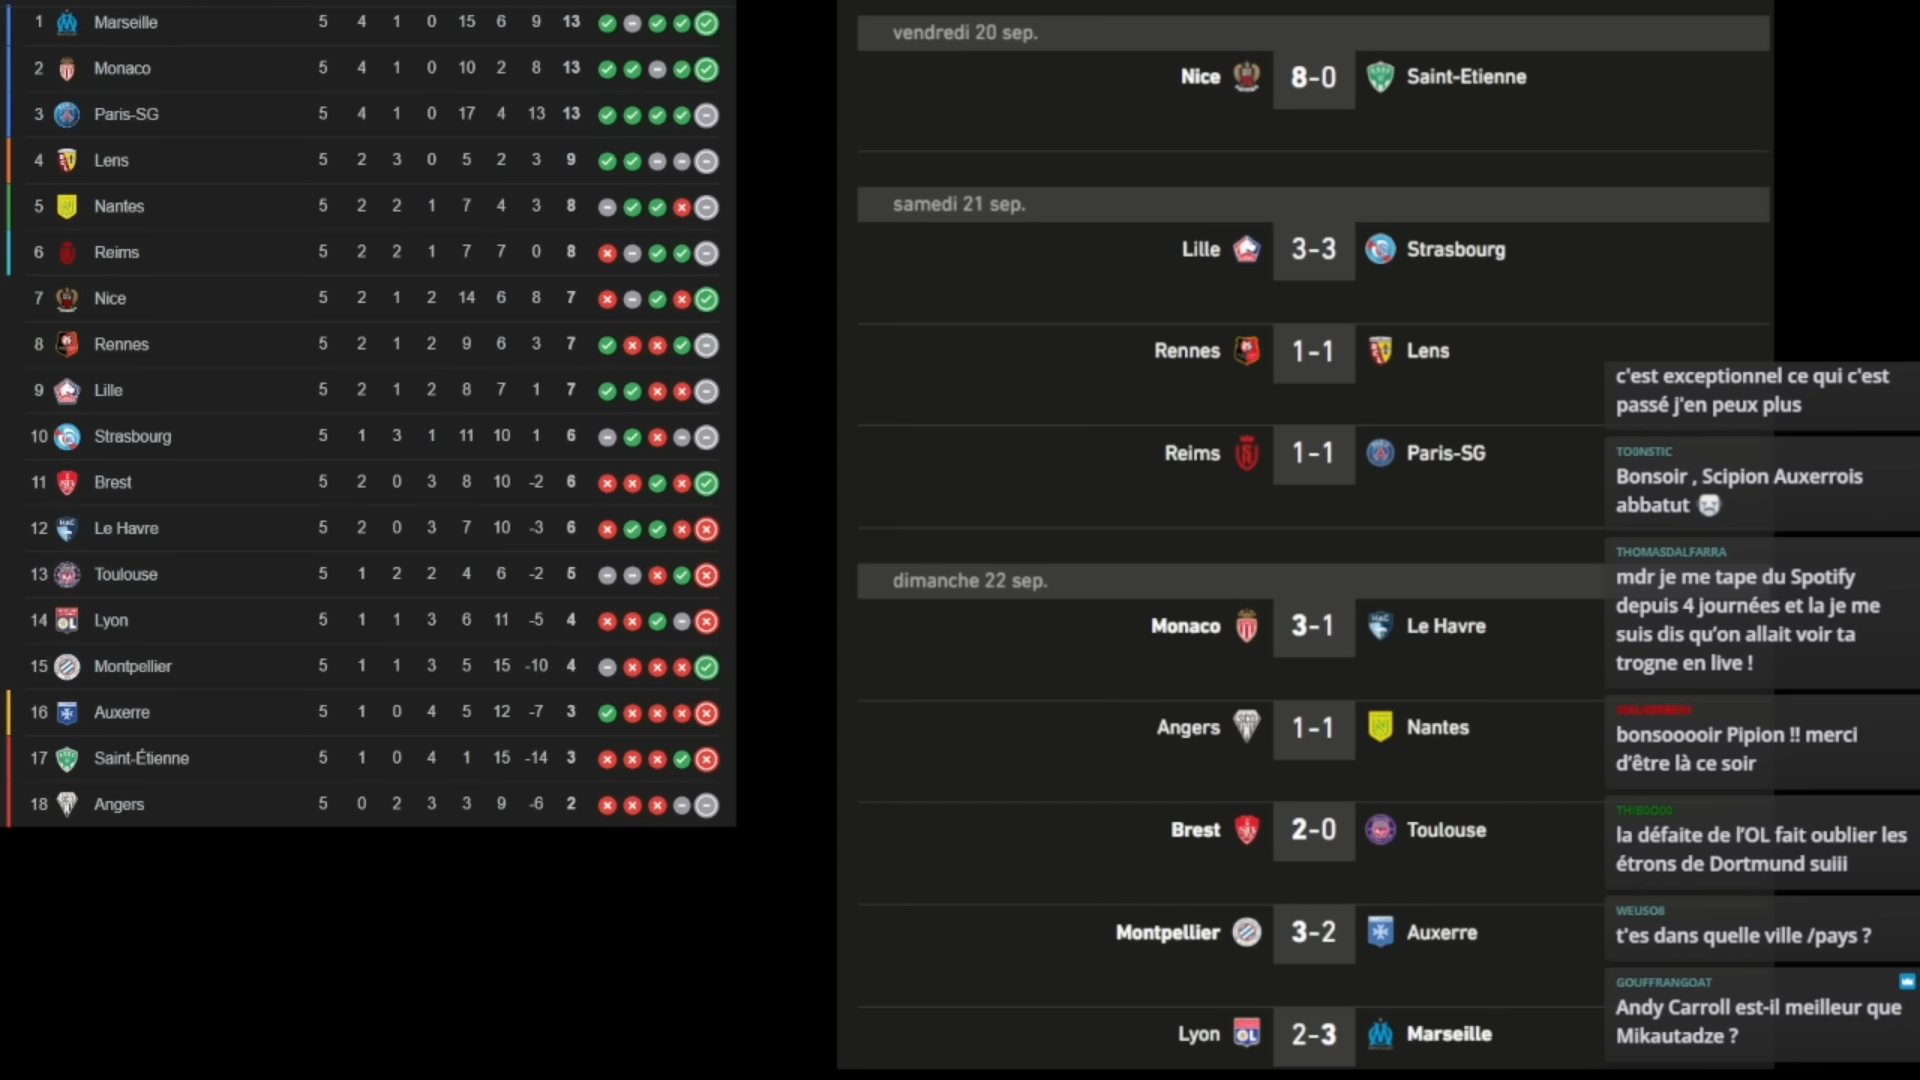 1 Marseille 5 4 1 0 15 6 9 13
2 Monaco 5 4 1 0 10 2 8 13
3 Paris-SG 5 4 1 0 17 4 13 13
4 Lens 5 2 3 0 5 2 3 9
5 Nantes 5 2 2 1 7 4 3 8
6 Reims 5 2 2 1 7 7 0 8
7 Nice 5 2 1 2 14 6 8 7
8 Rennes 5 2 1 2 9 6 3 7
9 Lille 5 2 1 2 8 7 1 7
10 Strasbourg 5 1 3 1 11 10 1 6
11 Brest 5 2 0 3 8 10 -2 6
12 Le Havre 5 2 0 3 7 10 -3 6
13 Toulouse 5 1 2 2 4 6 -2 5
14 Lyon 5 1 1 3 6 11 -5 4
15 Montpellier 5 1 1 3 5 15 -10 4
16 Auxerre 5 1 0 4 5 12 -7 3
17 Saint-Étienne 5 1 0 4 1 15 -14 3
18 Angers 5 0 2 3 3 9 -6 2
vendredi 20 sep.
Nice 8-0 Saint-Etienne
samedi 21 sep.
Lille 3-3 Strasbourg
Rennes 1-1 Lens
Reims 1-1 Paris-SG
dimanche 22 sep.
Monaco 3-1 Le Havre
Angers 1-1 Nantes
Brest 2-0 Toulouse
Montpellier 3-2 Auxerre
Lyon OL 2-3 Marseille
c'est exceptionnel ce qui c'est
passé j'en peux plus
TO0NSTIC
Bonsoir , Scipion Auxerrois
abbatut
THOMASDALFARRA
mdr je me tape du Spotify
depuis 4 journées et la je me
suis dis qu'on allait voir ta
trogne en live !
bonsooooir Pipion !! merci
d'être là ce soir
THIBOO00
la défaite de l'OL fait oublier les
étrons de Dortmund suiii
WEUSO8
t'es dans quelle ville /pays ?
GOUFFRANGOAT
Andy Carroll est-il meilleur que
Mikautadze ?